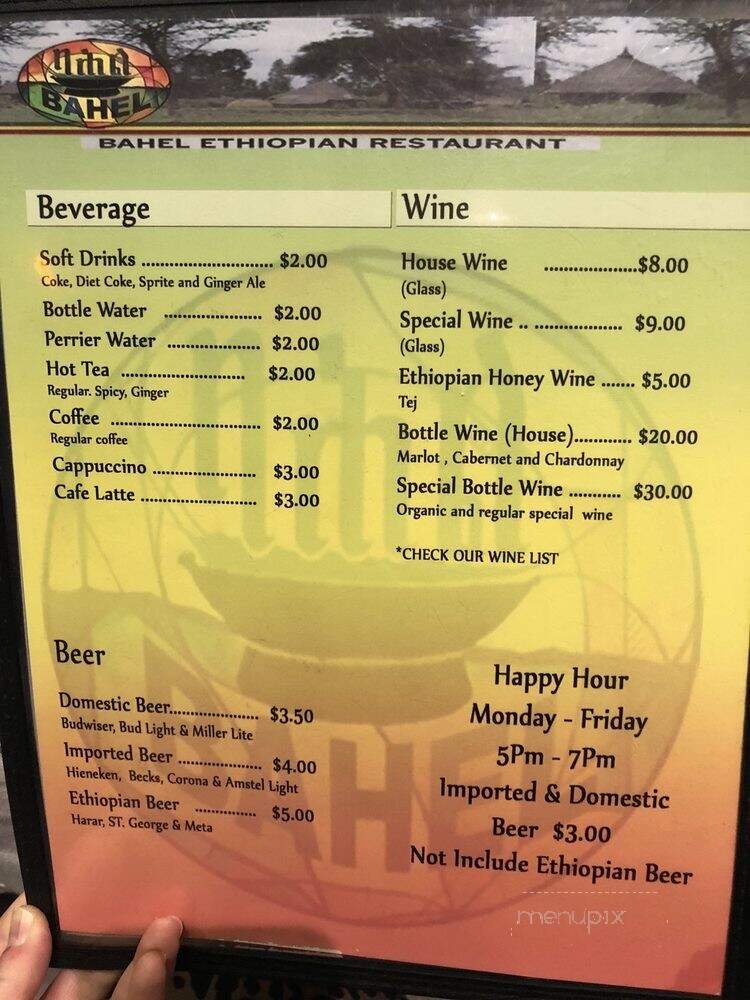 ባህል
BAHEL
BAHEL ETHIOPIAN RESTAURANT
Beverage
Soft Drinks ............................ $2.00
Coke, Diet Coke, Sprite and Ginger Ale
Bottle Water ..................... $2.00
Perrier Water .................... $2.00
Hot Tea .......................... $2.00
Regular. Spicy, Ginger
Coffee ................................ $2.00
Regular coffee
Cappuccino ...................... $3.00
Cafe Latte ......................... $3.00
Wine
House Wine ....................$8.00
(Glass)
Special Wine .. ................... $9.00
(Glass)
Ethiopian Honey Wine ....... $5.00
Tej
Bottle Wine (House)............ $20.00
Marlot , Cabernet and Chardonnay
Special Bottle Wine ........... $30.00
Organic and regular special wine
*CHECK OUR WINE LIST
Beer
Domestic Beer................... $3.50
Budwiser, Bud Light & Miller Lite
Imported Beer .................. $4.00
Hieneken, Becks, Corona & Amstel Light
Ethiopian Beer ............. $5.00
Harar, ST. George & Meta
Happy Hour
Monday - Friday
5Pm - 7Pm
Imported & Domestic
Beer $3.00
Not Include Ethiopian Beer
menupix